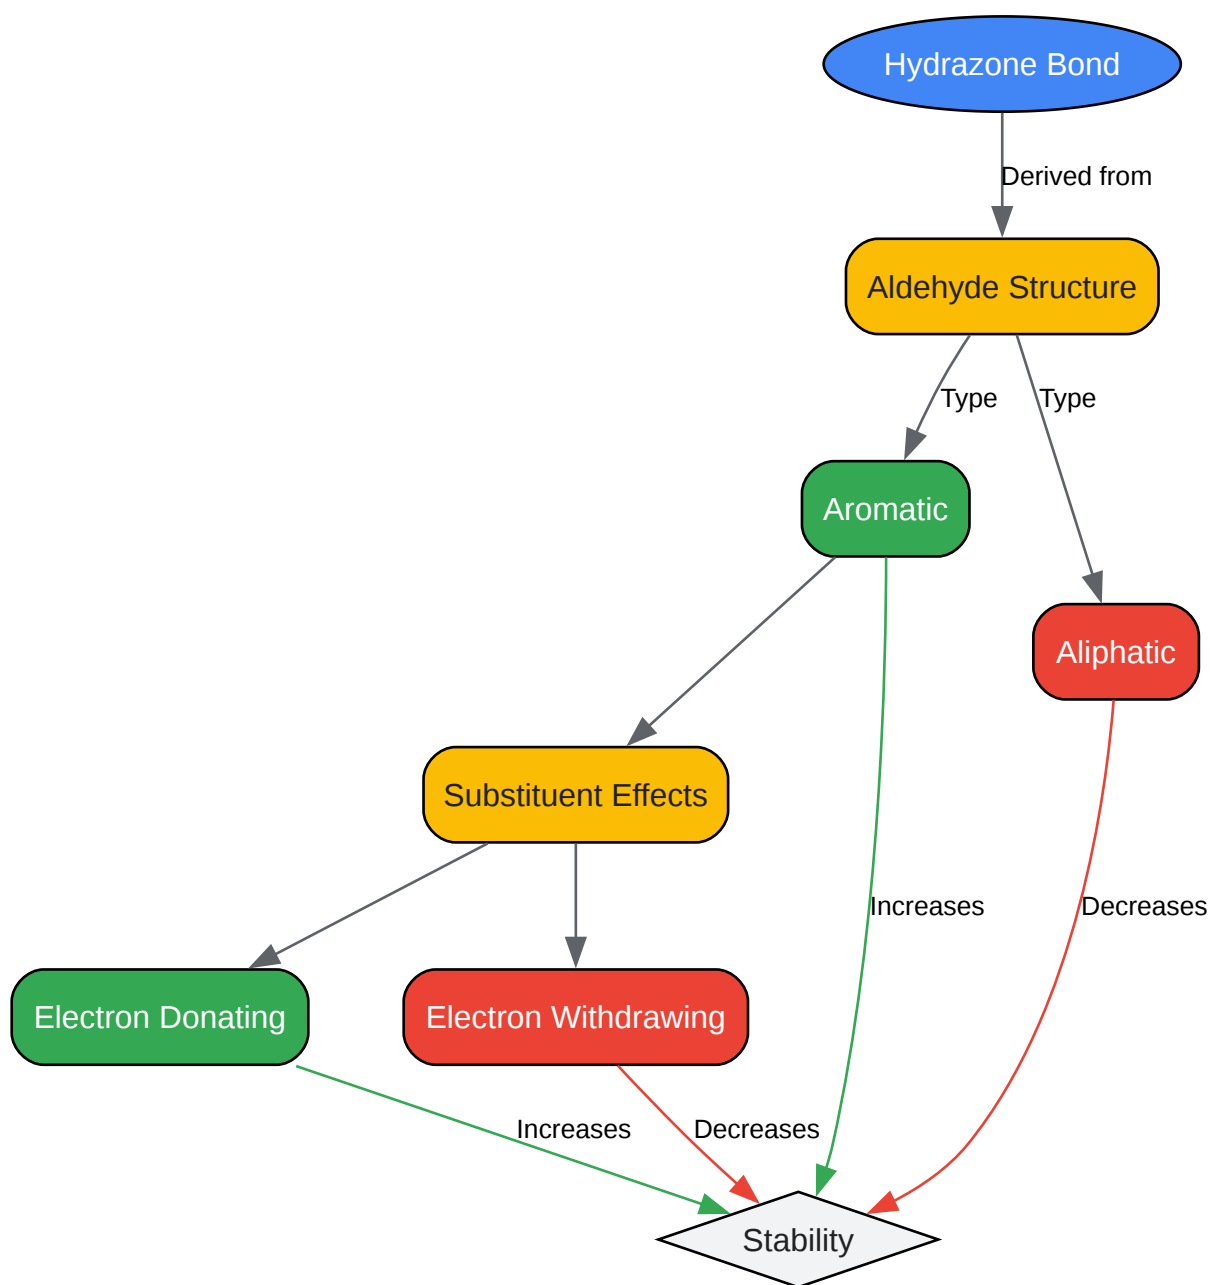 Hydrazone Bond
Derived from
Aldehyde Structure
Type
Type
Aromatic
Aliphatic
Substituent Effects
Increases
Decreases
Electron Donating
Electron Withdrawing
Increases
Decreases
Stability